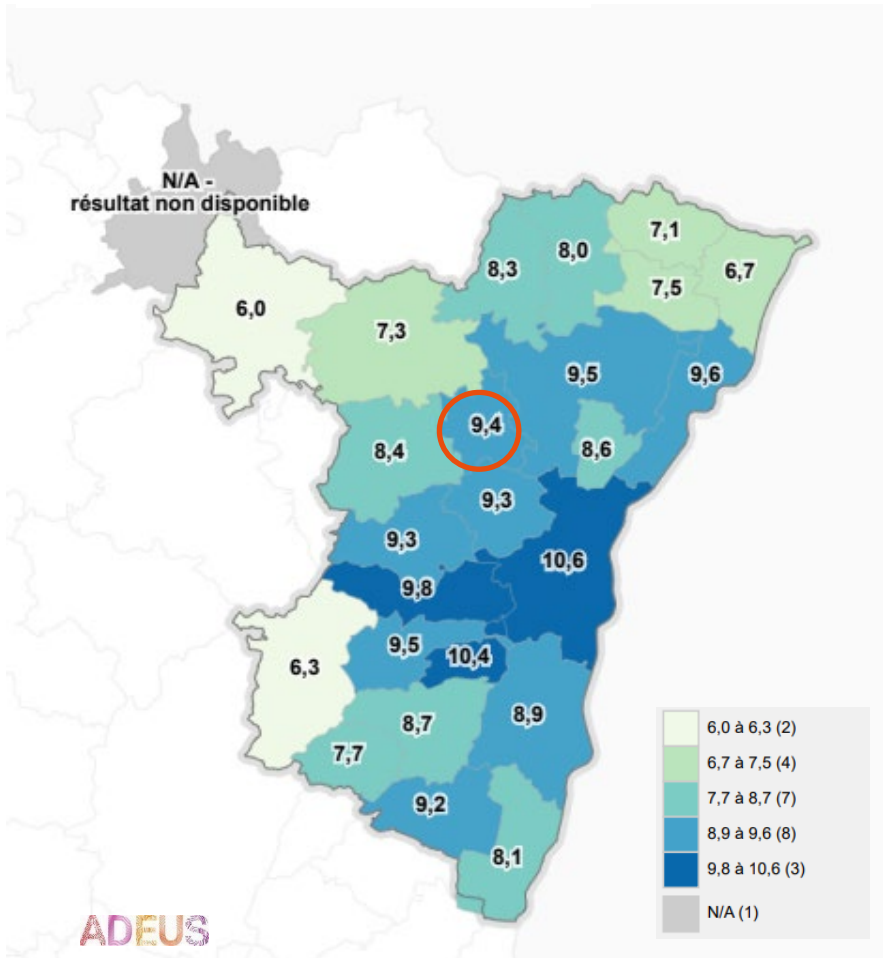 N/A -
résultat non disponible
7,1
8,0
8,3
6,7
7,5
6,0
7,3
9,5
9,6
9,4
8,4
8,6
9,3
9,3
10,6
9,8
9,5
10,4
6,3
8,9
8,7
7,7
9,2
8,1
6,0 à 6,3 (2)
6,7 à 7,5 (4)
7,7 à 8,7 (7)
8,9 à 9,6 (8)
9,8 à 10,6 (3)
N/A (1)
ADEUS